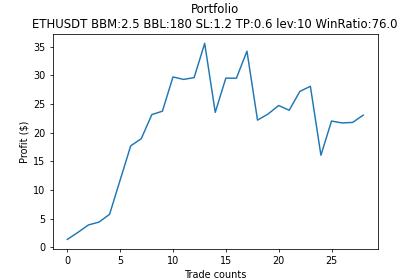 Portfolio
ETHUSDT BBM:2.5 BBL:180 SL:1.2 TP:0.6 lev:10 WinRatio:76.0
Profit ($)
35
30
25
20
15
10
5
0
0 5 10 15 20 25
Trade counts